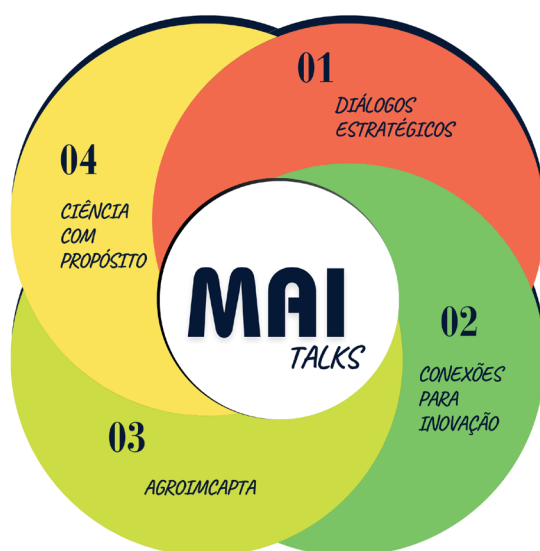 MAI
TALKS
01
DIÁLOGOS
ESTRATÉGICOS
02
CONEXÕES
PARA
INOVAÇÃO
03
AGROIMCAPTA
04
CIÊNCIA
COM
PROPÓSITO